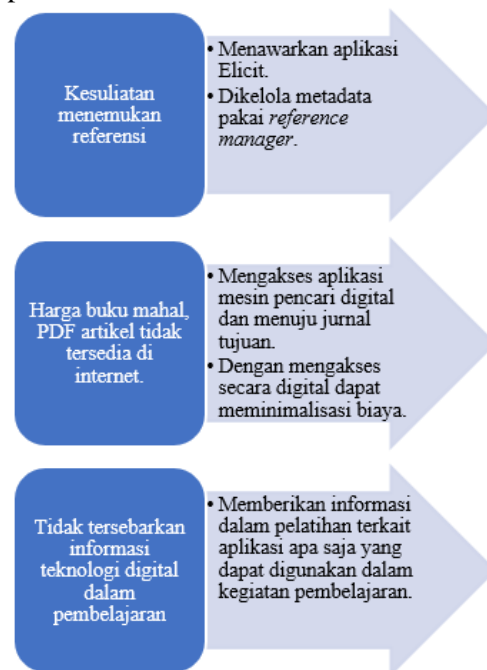 Kesuliatan
menemukan
referensi
• Menawarkan aplikasi
Elicit.
• Dikelola metadata
pakai reference
manager.
Harga buku mahal,
PDF artikel tidak
tersedia di
internet.
• Mengakses aplikasi
mesin pencari digital
dan menuju jurnal
tujuan.
• Dengan mengakses
secara digital dapat
meminimalisasi biaya.
Tidak tersebarkan
informasi
teknologi digital
dalam
pembelajaran
• Memberikan informasi
dalam pelatihan terkait
aplikasi apa saja yang
dapat digunakan dalam
kegiatan pembelajaran.